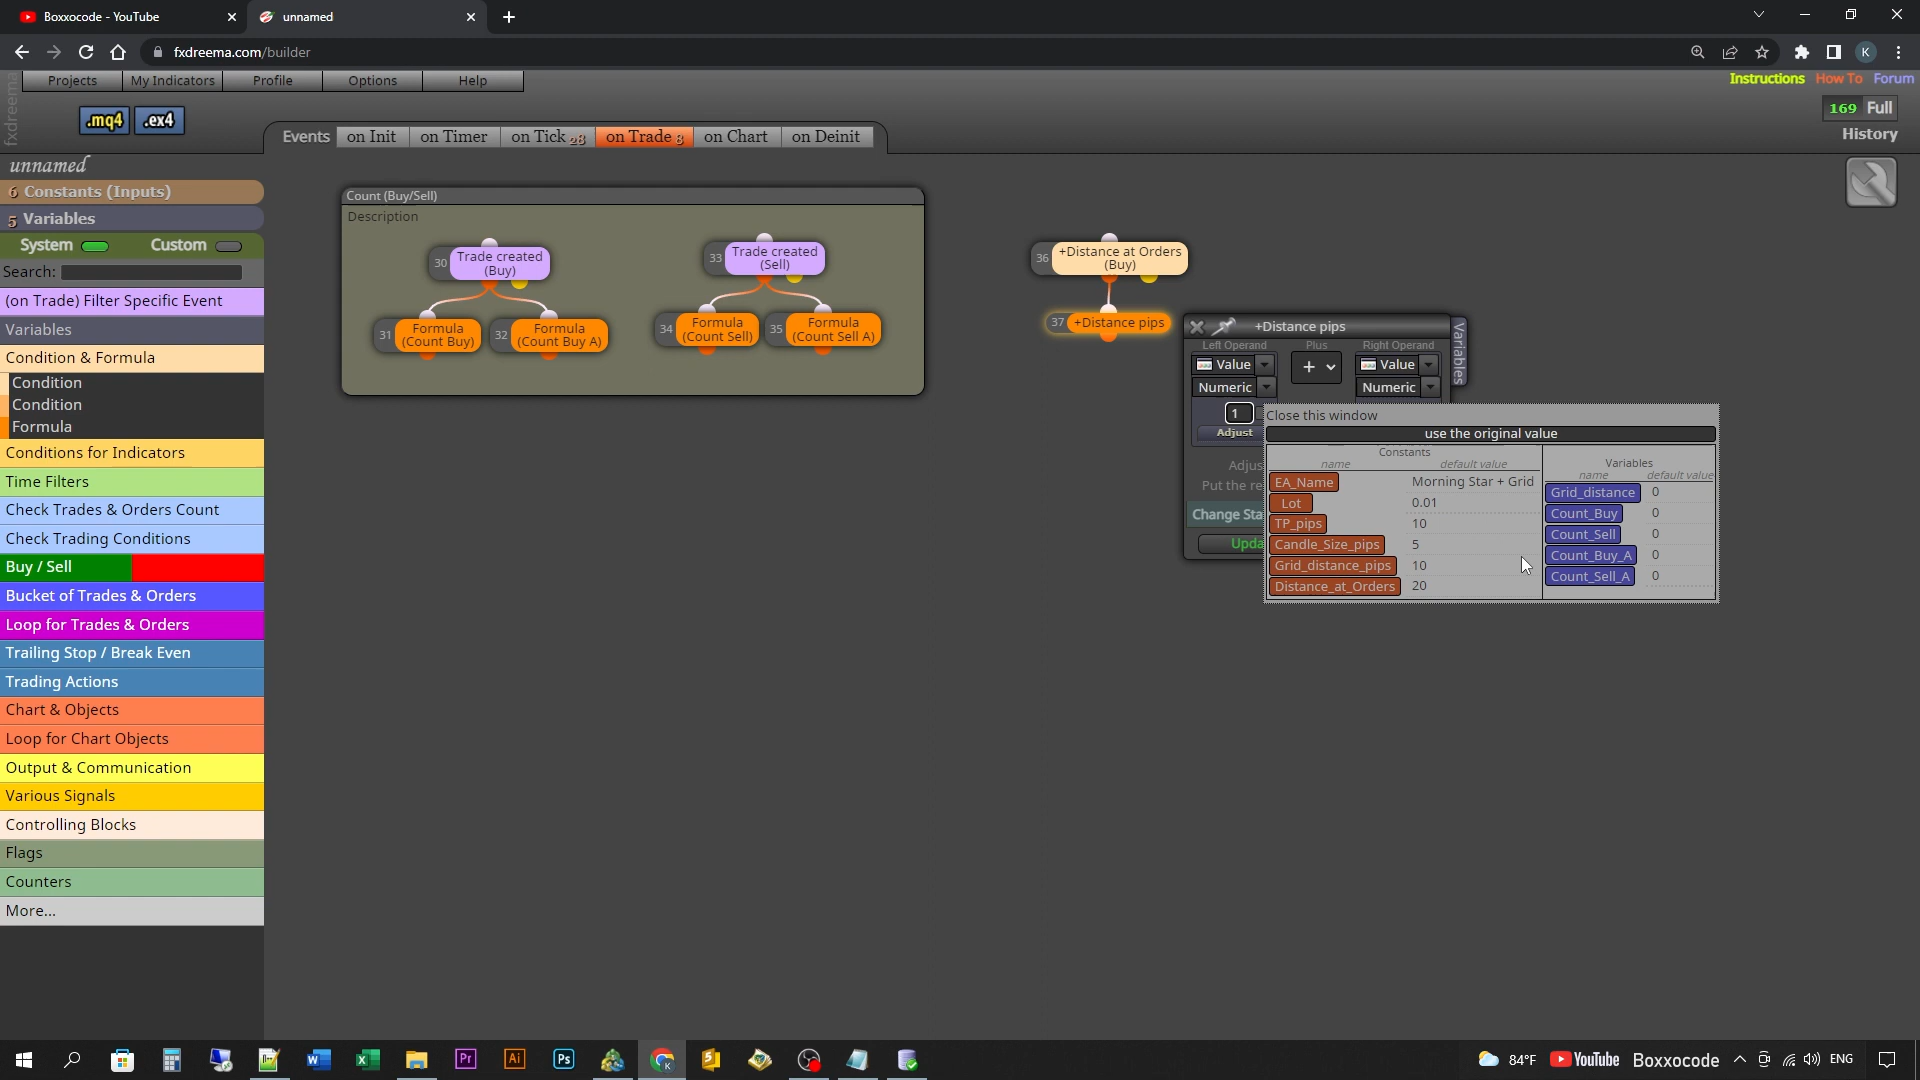 Boxxocode - YouTube
unnamed
fxdreema.com/builder
K
fxdreema
Projects
My Indicators
Profile
Options
Help
Instructions
How To
Forum
.mq4
.ex4
169 Full
History
Events
on Init
on Timer
on Tick 28
on Trade 8
on Chart
on Deinit
unnamed
6 Constants (Inputs)
5 Variables
System
Custom
Search:
(on Trade) Filter Specific Event
Variables
Condition & Formula
Condition
Condition
Formula
Conditions for Indicators
Time Filters
Check Trades & Orders Count
Check Trading Conditions
Buy / Sell
Bucket of Trades & Orders
Loop for Trades & Orders
Trailing Stop / Break Even
Trading Actions
Chart & Objects
Loop for Chart Objects
Output & Communication
Various Signals
Controlling Blocks
Flags
Counters
More...
Count (Buy/Sell)
Description
30
Trade created
(Buy)
33
Trade created
(Sell)
31
Formula
(Count Buy)
32
Formula
(Count Buy A)
34
Formula
(Count Sell)
35
Formula
(Count Sell A)
36
+Distance at Orders
(Buy)
37
+Distance pips
+Distance pips
Variables
Left Operand
Plus
Right Operand
Value
+
Value
Numeric
Numeric
1
Adjust
Adjus
Put the re
Change Sta
Upda
Close this window
use the original value
Constants
name
default value
EA_Name
Morning Star + Grid
Lot
0.01
TP_pips
10
Candle_Size_pips
5
Grid_distance_pips
10
Distance_at_Orders
20
Variables
name
default value
Grid_distance
0
Count_Buy
0
Count_Sell
0
Count_Buy_A
0
Count_Sell_A
0
Pr
Ai
Ps
84°F
YouTube
Boxxocode
ENG